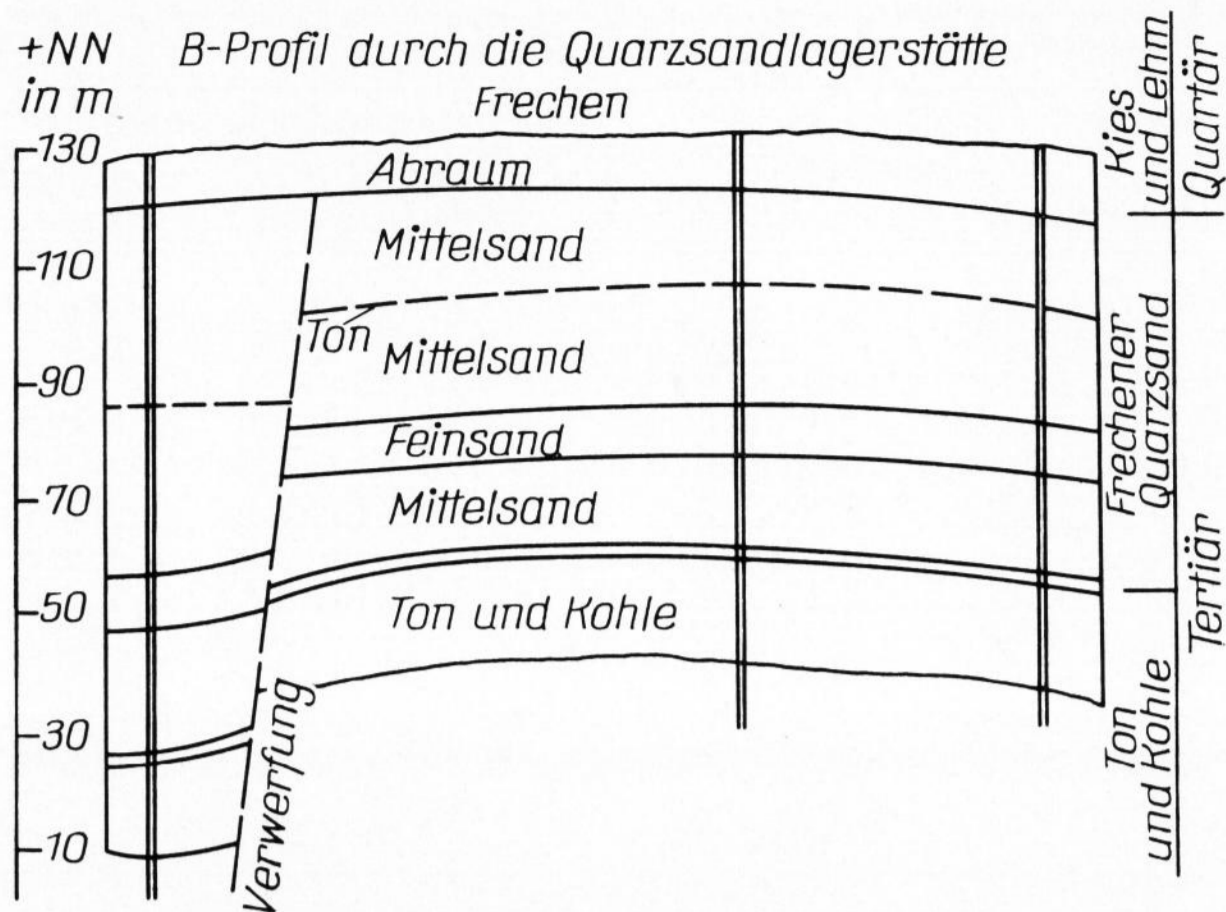 +NN
in m
B-Profil durch die Quarzsandlagerstätte
Frechen
-130
-110
-90
-70
-50
-30
-10
Abraum
Mittelsand
Ton
Mittelsand
Feinsand
Mittelsand
Ton und Kohle
Verwerfung
Kies
und Lehm
Quartiär
Frechener
Quarzsand
Tertiär
Ton
und Kohle